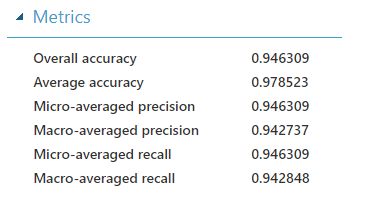 Metrics
Overall accuracy 0.946309
Average accuracy 0.978523
Micro-averaged precision 0.946309
Macro-averaged precision 0.942737
Micro-averaged recall 0.946309
Macro-averaged recall 0.942848